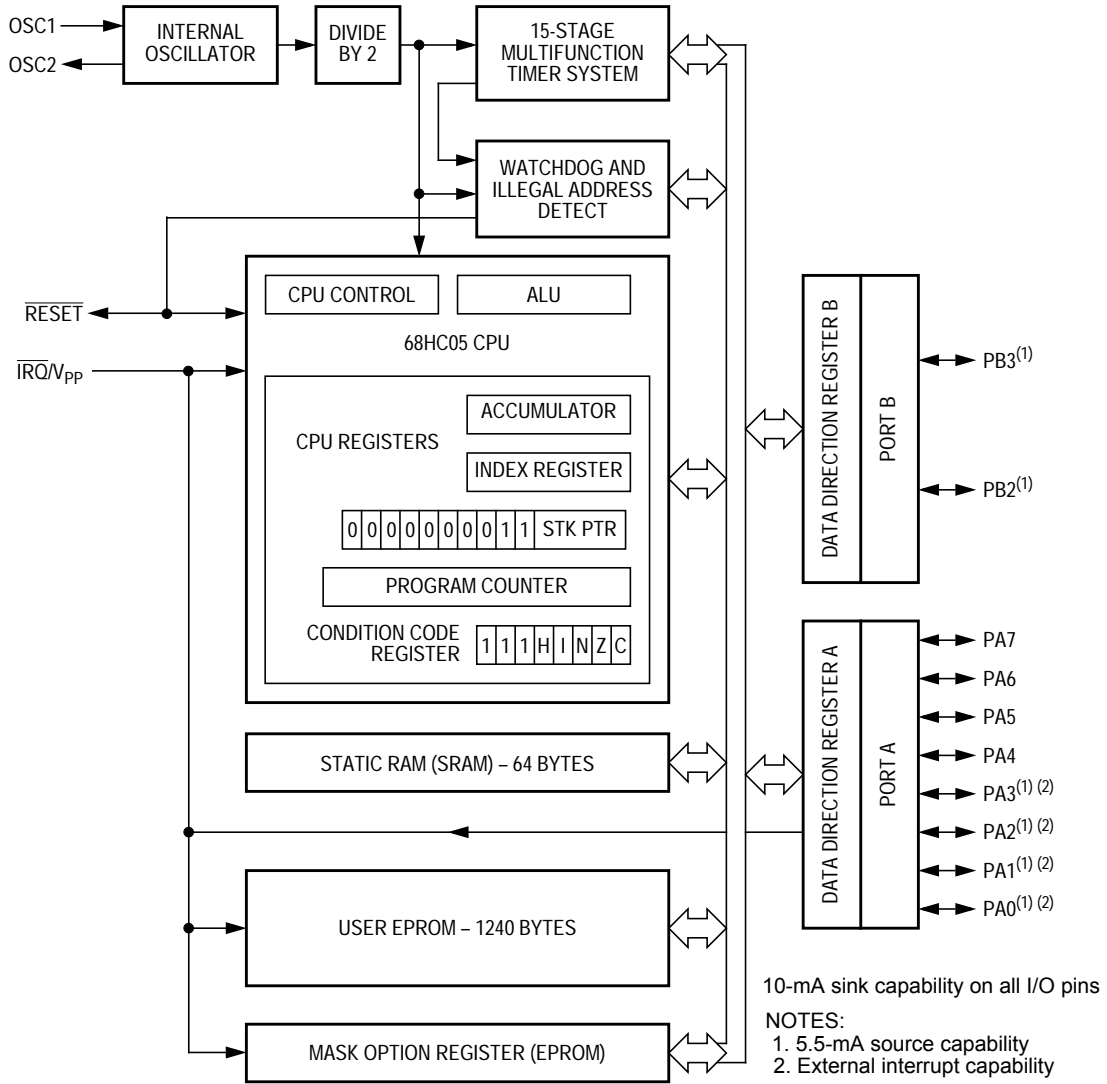 OSC1
OSC2
INTERNAL
OSCILLATOR
DIVIDE
BY 2
15-STAGE
MULTIFUNCTION
TIMER SYSTEM
WATCHDOG AND
ILLEGAL ADDRESS
DETECT
RESET
IRQ/VPP
CPU CONTROL
ALU
68HC05 CPU
CPU REGISTERS
ACCUMULATOR
INDEX REGISTER
0 0 0 0 0 0 0 0 1 1 STK PTR
PROGRAM COUNTER
CONDITION CODE
REGISTER
1 1 1 H I N Z C
STATIC RAM (SRAM) – 64 BYTES
USER EPROM – 1240 BYTES
MASK OPTION REGISTER (EPROM)
DATA DIRECTION REGISTER B
PORT B
PB3(1)
PB2(1)
DATA DIRECTION REGISTER A
PORT A
PA7
PA6
PA5
PA4
PA3(1) (2)
PA2(1) (2)
PA1(1) (2)
PA0(1) (2)
10-mA sink capability on all I/O pins
NOTES:
1. 5.5-mA source capability
2. External interrupt capability